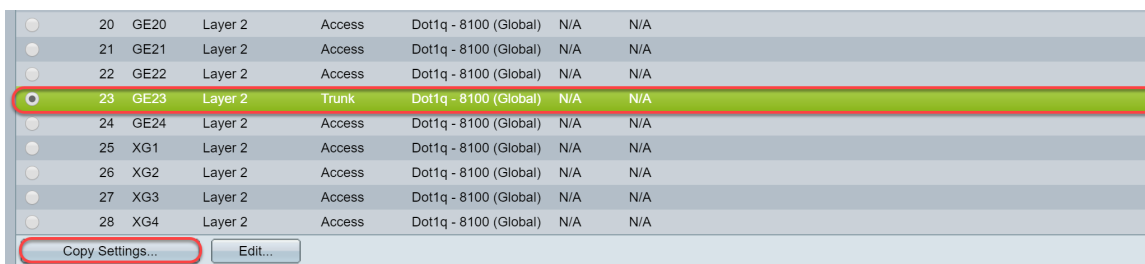 20 GE20 Layer 2 Access Dot1q - 8100 (Global) N/A N/A
21 GE21 Layer 2 Access Dot1q - 8100 (Global) N/A N/A
22 GE22 Layer 2 Access Dot1q - 8100 (Global) N/A N/A
23 GE23 Layer 2 Trunk Dot1q - 8100 (Global) N/A N/A
24 GE24 Layer 2 Access Dot1q - 8100 (Global) N/A N/A
25 XG1 Layer 2 Access Dot1q - 8100 (Global) N/A N/A
26 XG2 Layer 2 Access Dot1q - 8100 (Global) N/A N/A
27 XG3 Layer 2 Access Dot1q - 8100 (Global) N/A N/A
28 XG4 Layer 2 Access Dot1q - 8100 (Global) N/A N/A
Copy Settings... Edit...